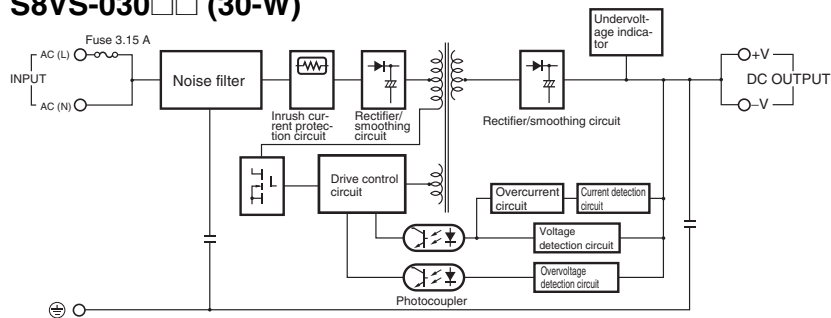 S8VS-030□□ (30-W)
Fuse 3.15 A
AC (L)
INPUT
AC (N)
Noise filter
Inrush cur-
rent protec-
tion circuit
Rectifier/
smoothing
circuit
Rectifier/smoothing circuit
Undervolt-
age indica-
tor
+V
DC OUTPUT
–V
Drive control
circuit
Overcurrent
circuit
Current detection
circuit
Voltage
detection circuit
Overvoltage
detection circuit
Photocoupler